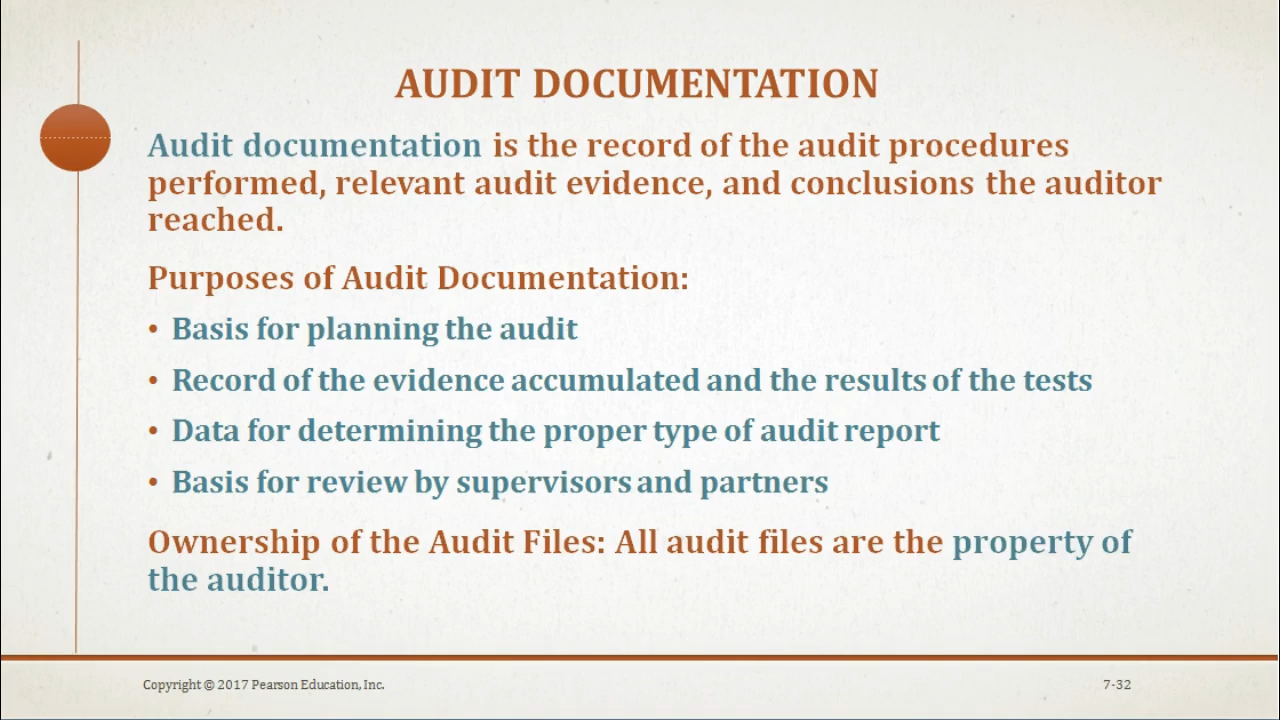 AUDIT DOCUMENTATION
Audit documentation is the record of the audit procedures
performed, relevant audit evidence, and conclusions the auditor
reached.
Purposes of Audit Documentation:
• Basis for planning the audit
• Record of the evidence accumulated and the results of the tests
• Data for determining the proper type of audit report
• Basis for review by supervisors and partners
Ownership of the Audit Files: All audit files are the property of
the auditor.
Copyright © 2017 Pearson Education, Inc.
7-32